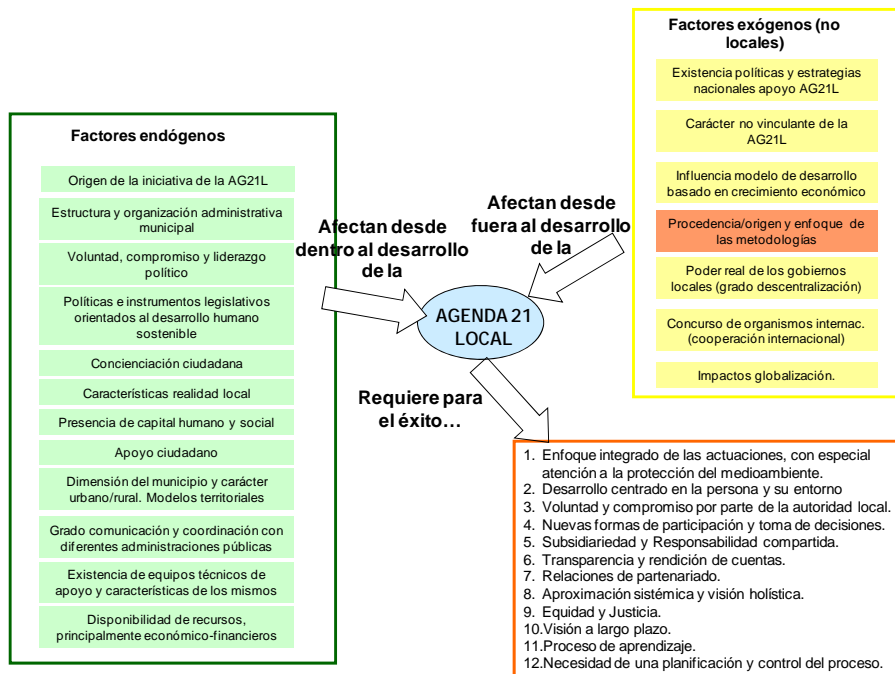 Factores endógenos
Origen de la iniciativa de la AG21L
Estructura y organización administrativa
municipal
Voluntad, compromiso y liderazgo
político
Políticas e instrumentos legislativos
orientados al desarrollo humano
sostenible
Concienciación ciudadana
Características realidad local
Presencia de capital humano y social
Apoyo ciudadano
Dimensión del municipio y carácter
urbano/rural. Modelos territoriales
Grado comunicación y coordinación con
diferentes administraciones públicas
Existencia de equipos técnicos de
apoyo y características de los mismos
Disponibilidad de recursos,
principalmente económico-financieros
Afectan desde
dentro al desarrollo
de la
Afectan desde
fuera al desarrollo
de la
AGENDA 21
LOCAL
Requiere para
el éxito…
Factores exógenos (no
locales)
Existencia políticas y estrategias
nacionales apoyo AG21L
Carácter no vinculante de la
AG21L
Influencia modelo de desarrollo
basado en crecimiento económico
Procedencia/origen y enfoque de
las metodologías
Poder real de los gobiernos
locales (grado descentralización)
Concurso de organismos internac.
(cooperación internacional)
Impactos globalización.
1. Enfoque integrado de las actuaciones, con especial
atención a la protección del medioambiente.
2. Desarrollo centrado en la persona y su entorno
3. Voluntad y compromiso por parte de la autoridad local.
4. Nuevas formas de participación y toma de decisiones.
5. Subsidiariedad y Responsabilidad compartida.
6. Transparencia y rendición de cuentas.
7. Relaciones de partenariado.
8. Aproximación sistémica y visión holística.
9. Equidad y Justicia.
10.Visión a largo plazo.
11.Proceso de aprendizaje.
12.Necesidad de una planificación y control del proceso.